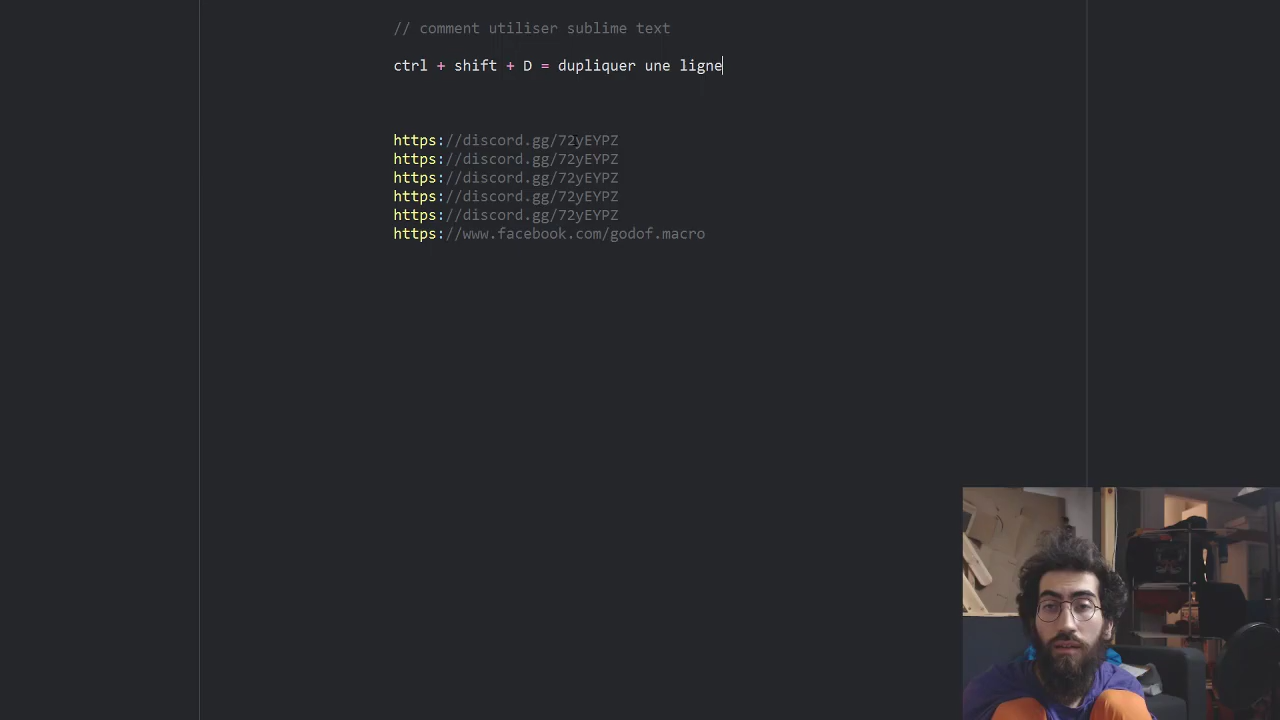 // comment utiliser sublime text
ctrl + shift + D = dupliquer une ligne
https://discord.gg/72yEYPZ
https://discord.gg/72yEYPZ
https://discord.gg/72yEYPZ
https://discord.gg/72yEYPZ
https://discord.gg/72yEYPZ
https://www.facebook.com/godof.macro